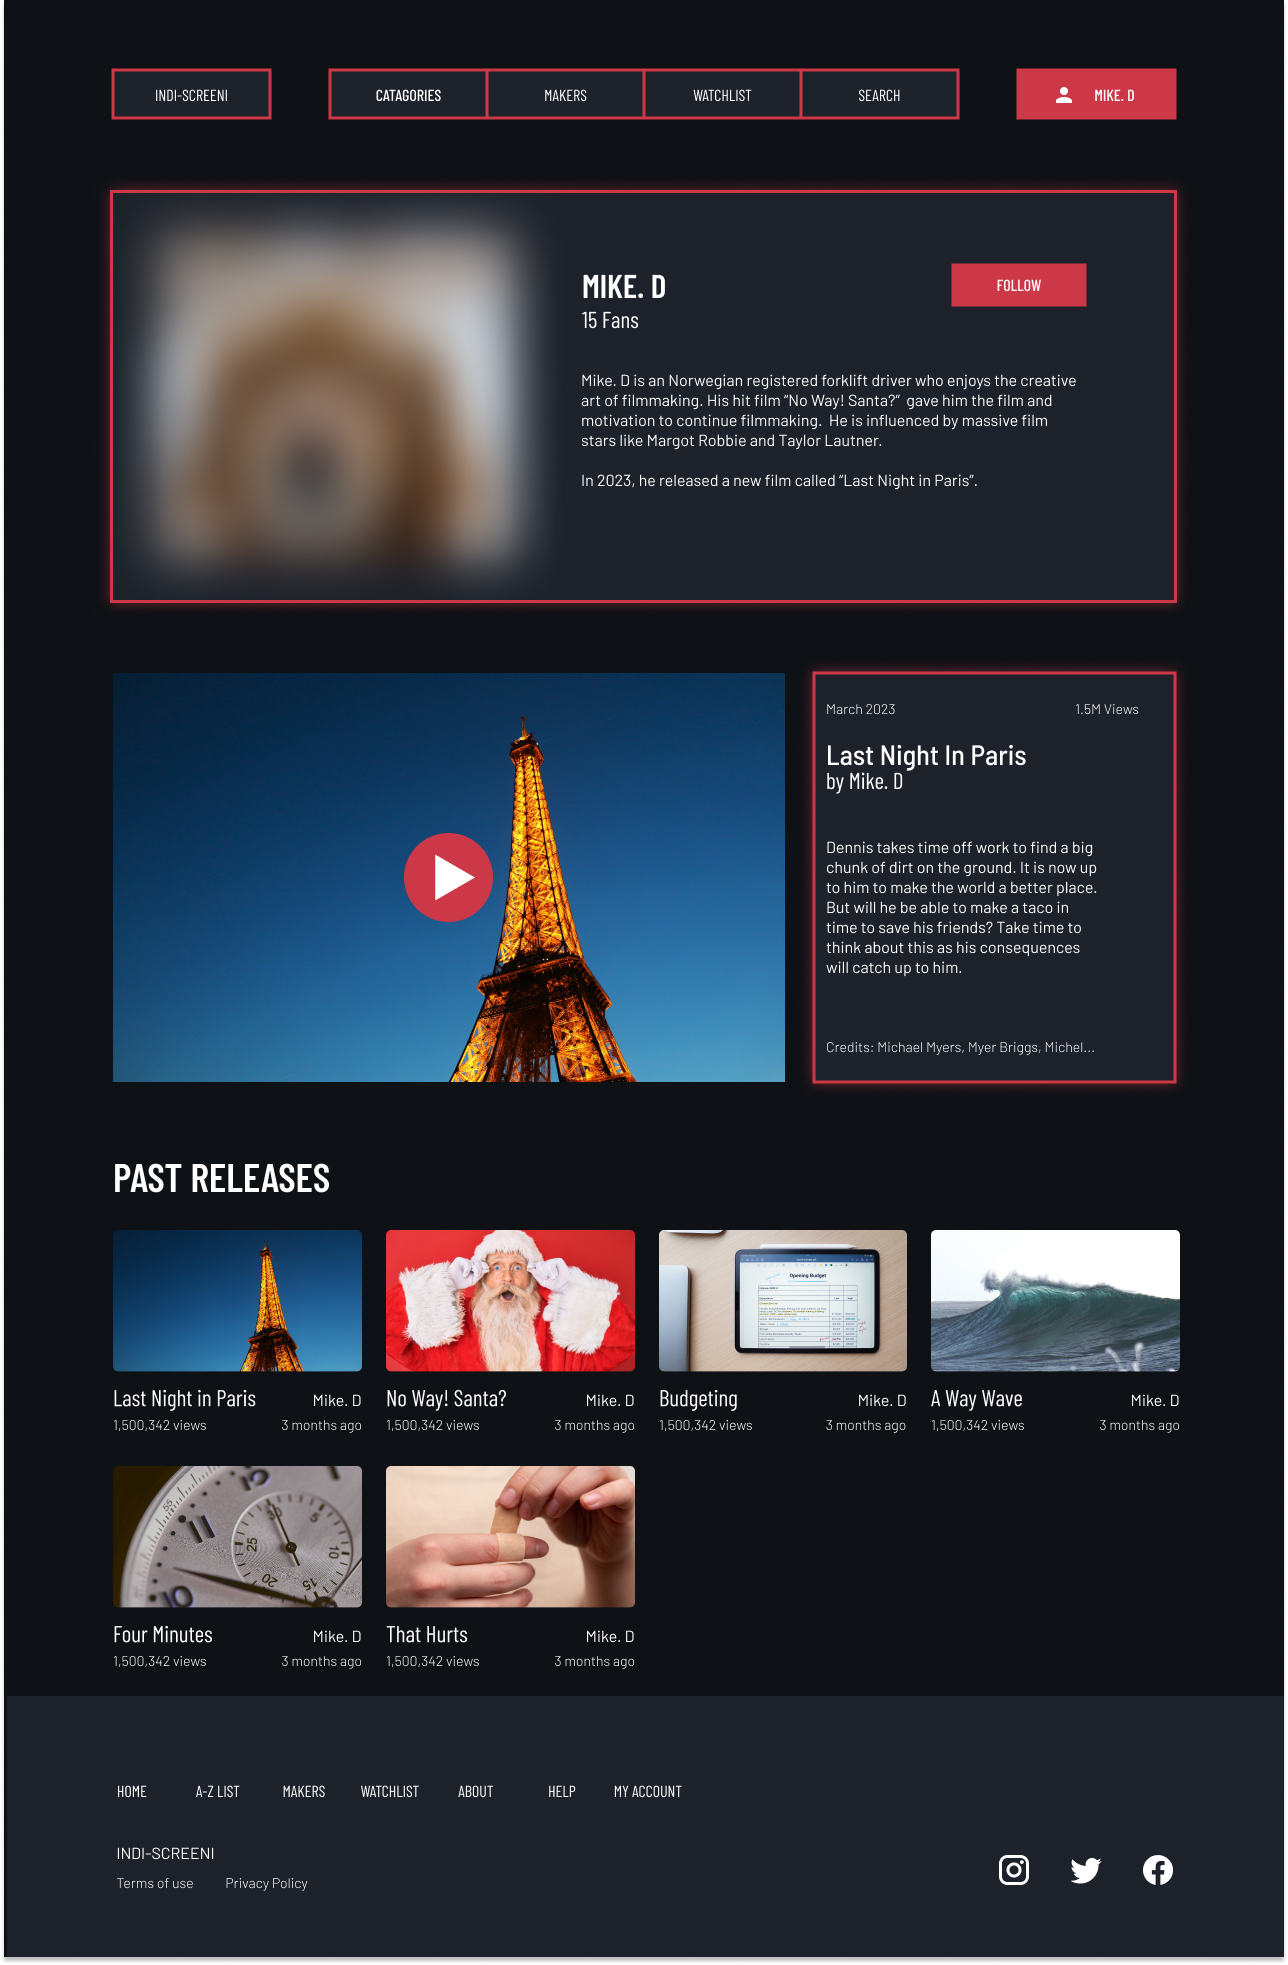 INDI-SCREENI
CATAGORIES MAKERS WATCHLIST SEARCH
MIKE. D
MIKE. D
FOLLOW
15 Fans
Mike. D is an Norwegian registered forklift driver who enjoys the creative
art of filmmaking. His hit film “No Way! Santa?“  gave him the film and
motivation to continue filmmaking.  He is influenced by massive film
stars like Margot Robbie and Taylor Lautner.
In 2023, he released a new film called “Last Night in Paris”.
March 2023 1.5M Views
Last Night In Paris
by Mike. D
Dennis takes time off work to find a big
chunk of dirt on the ground. It is now up
to him to make the world a better place.
But will he be able to make a taco in
time to save his friends? Take time to
think about this as his consequences
will catch up to him.
Credits: Michael Myers, Myer Briggs, Michel...
PAST RELEASES
Opening Budget
Last Night in Paris Mike. D
1,500,342 views 3 months ago
No Way! Santa? Mike. D
1,500,342 views 3 months ago
Budgeting Mike. D
1,500,342 views 3 months ago
A Way Wave Mike. D
1,500,342 views 3 months ago
55
11
10
30
5
10
15
20
25
Four Minutes Mike. D
1,500,342 views 3 months ago
That Hurts Mike. D
1,500,342 views 3 months ago
HOME A-Z LIST MAKERS WATCHLIST ABOUT HELP MY ACCOUNT
INDI-SCREENI
Terms of use Privacy Policy